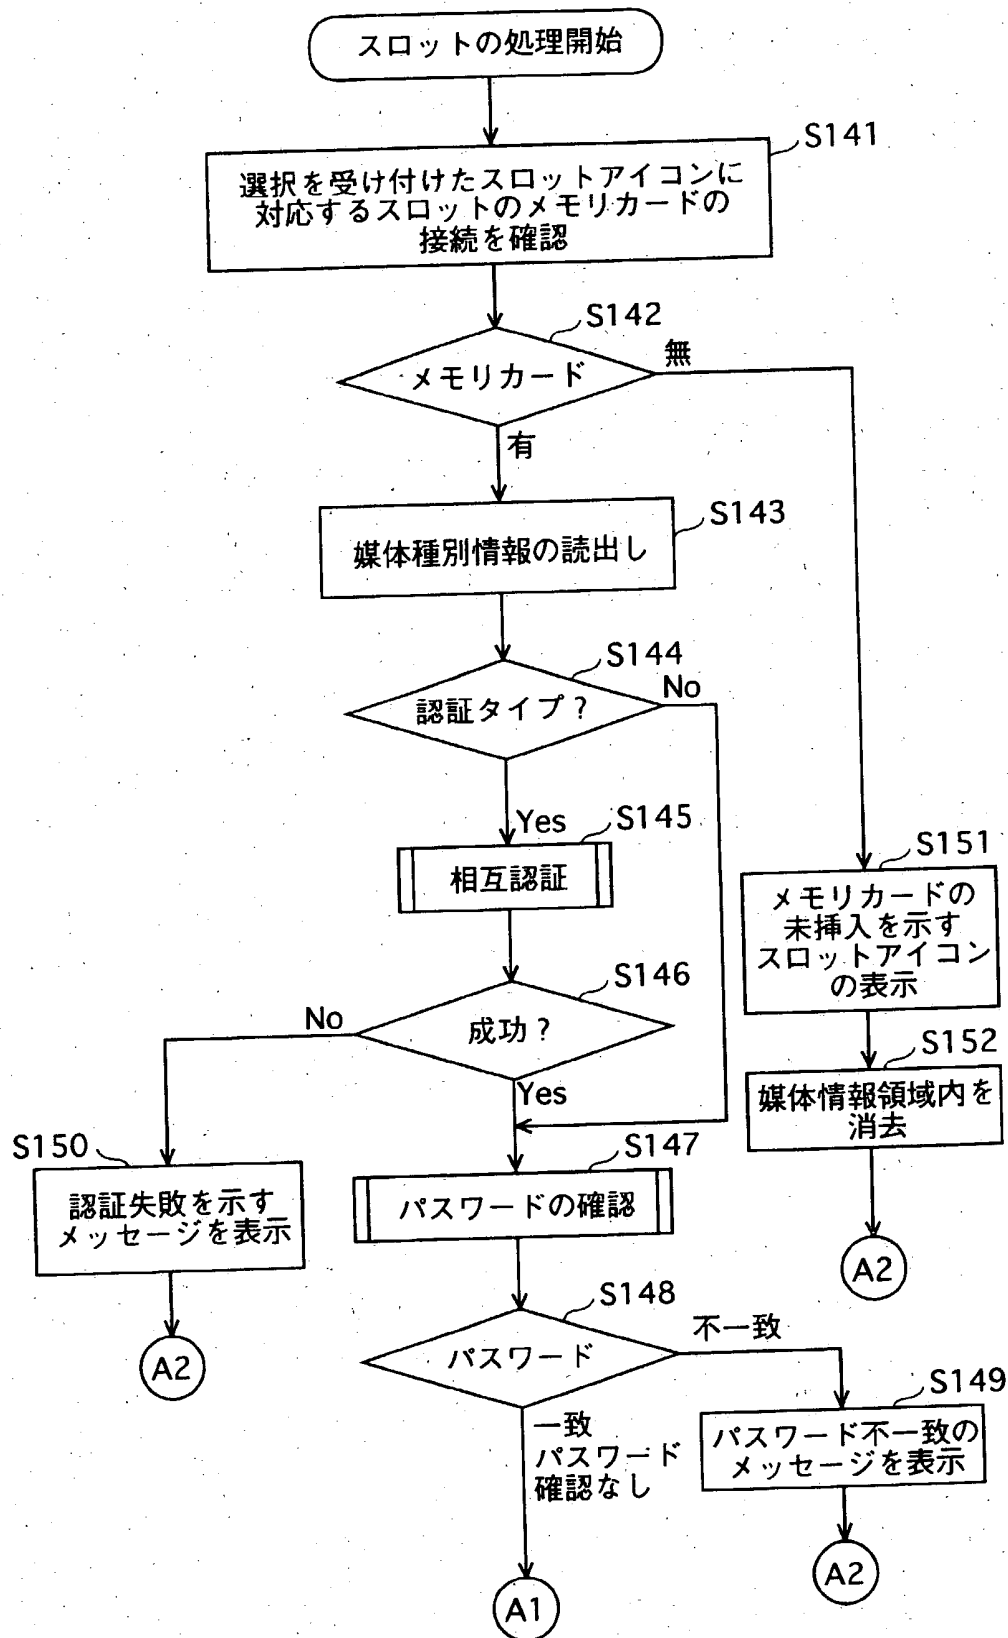 スロットの処理開始
S141
選択を受け付けたスロットアイコンに
対応するスロットのメモリカードの
接続を確認
S142
メモリカード
無
有
S143
媒体種別情報の読出し
S144
認証タイプ?
No
Yes
S145
相互認証
S151
メモリカードの
未挿入を示す
スロットアイコン
の表示
S146
成功?
No
Yes
S152
媒体情報領域内を
消去
A2
S150
認証失敗を示す
メッセージを表示
A2
S147
パスワードの確認
S148
パスワード
不一致
一致
パスワード
確認なし
S149
パスワード不一致の
メッセージを表示
A2
A1